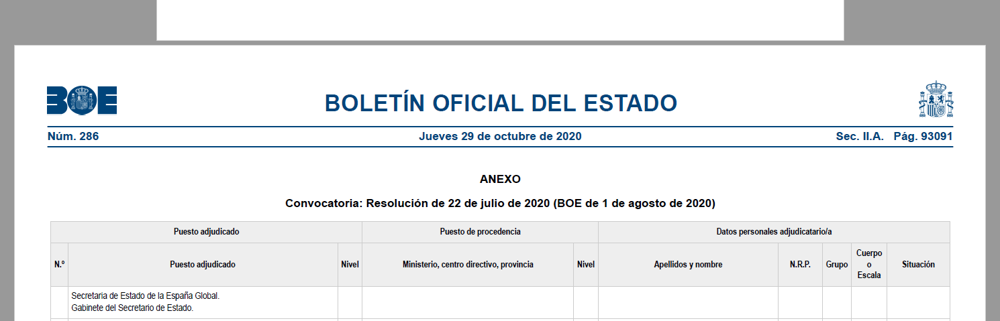 BOE
BOLETÍN OFICIAL DEL ESTADO
Núm. 286 Jueves 29 de octubre de 2020 Sec. II.A. Pág. 93091
ANEXO
Convocatoria: Resolución de 22 de julio de 2020 (BOE de 1 de agosto de 2020)
Puesto adjudicado Puesto de procedencia Datos personales adjudicatario/a
N.º Puesto adjudicado Nivel Ministerio, centro directivo, provincia Nivel Apellidos y nombre N.R.P. Grupo Cuerpo o Escala Situación
Secretaria de Estado de la España Global.
Gabinete del Secretario de Estado.